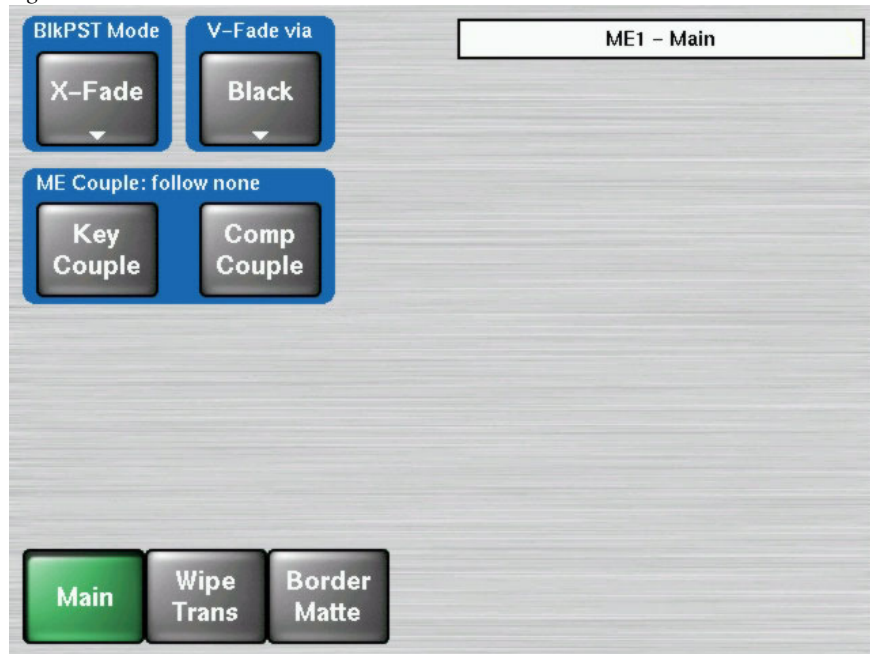 BlkPST Mode
V-Fade via
ME1 – Main
X-Fade
Black
ME Couple: follow none
Key
Couple
Comp
Couple
Main
Wipe
Trans
Border
Matte